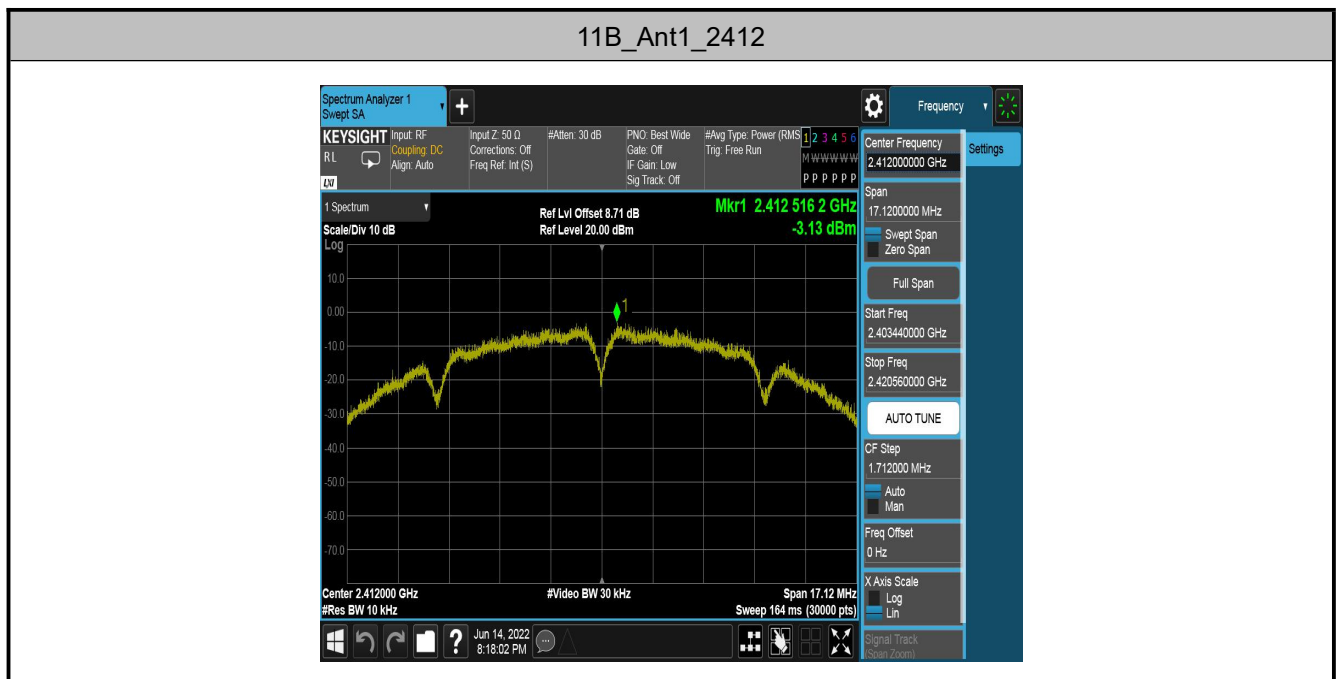 11B_Ant1_2412
Spectrum Analyzer 1
Swept SA
+
Frequency
KEYSIGHT
RL
LXI
Input: RF
Coupling: DC
Align: Auto
Input Z: 50 Ω
Corrections: Off
Freq Ref: Int (S)
#Atten: 30 dB
PNO: Best Wide
Gate: Off
IF Gain: Low
Sig Track: Off
#Avg Type: Power (RMS
Trig: Free Run
1 2 3 4 5 6
M W W W W W
P P P P P P
1 Spectrum
Scale/Div 10 dB
Log
Ref Lvl Offset 8.71 dB
Ref Level 20.00 dBm
Mkr1 2.412 516 2 GHz
-3.13 dBm
10.0
0.00
-10.0
-20.0
-30.0
-40.0
-50.0
-60.0
-70.0
1
Center 2.412000 GHz
#Res BW 10 kHz
#Video BW 30 kHz
Span 17.12 MHz
Sweep 164 ms (30000 pts)
?
Jun 14, 2022
8:18:02 PM
Center Frequency
2.412000000 GHz
Settings
Span
17.1200000 MHz
Swept Span
Zero Span
Full Span
Start Freq
2.403440000 GHz
Stop Freq
2.420560000 GHz
AUTO TUNE
CF Step
1.712000 MHz
Auto
Man
Freq Offset
0 Hz
X Axis Scale
Log
Lin
Signal Track
(Span Zoom)